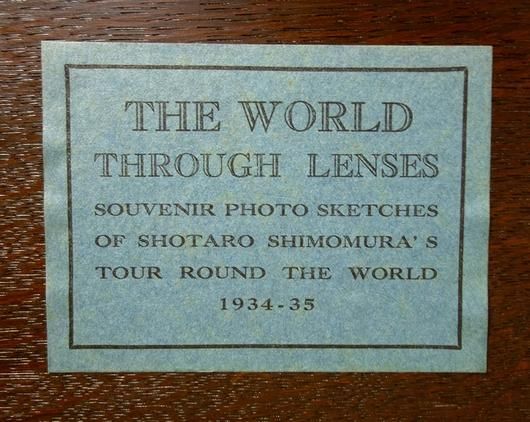 THE WORLD
THROUGH LENSES
SOUVENIR PHOTO SKETCHES
OF SHOTARO SHIMOMURA'S
TOUR ROUND THE WORLD
1934-35